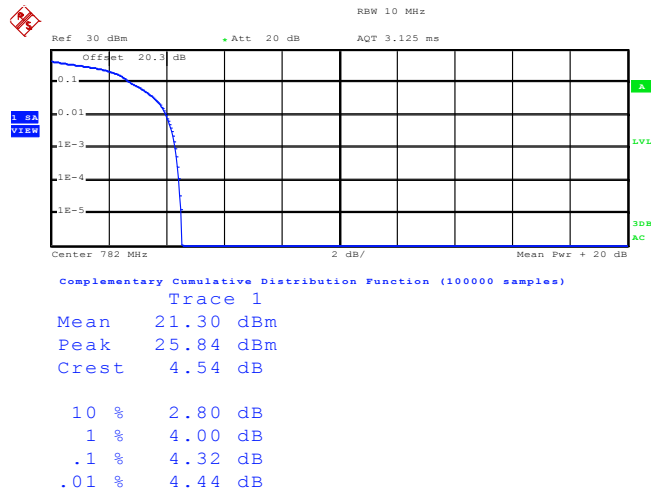 RBW 10 MHz
Ref 30 dBm * Att 20 dB AQT 3.125 ms
Offset 20.3 dB
0.1
A
0.01
1 SA
VIEW
1E-3
LVL
1E-4
1E-5
3DB
AC
Center 782 MHz 2 dB/ Mean Pwr + 20 dB
Complementary Cumulative Distribution Function (100000 samples)
Trace 1
Mean 21.30 dBm
Peak 25.84 dBm
Crest 4.54 dB
10 % 2.80 dB
1 % 4.00 dB
.1 % 4.32 dB
.01 % 4.44 dB